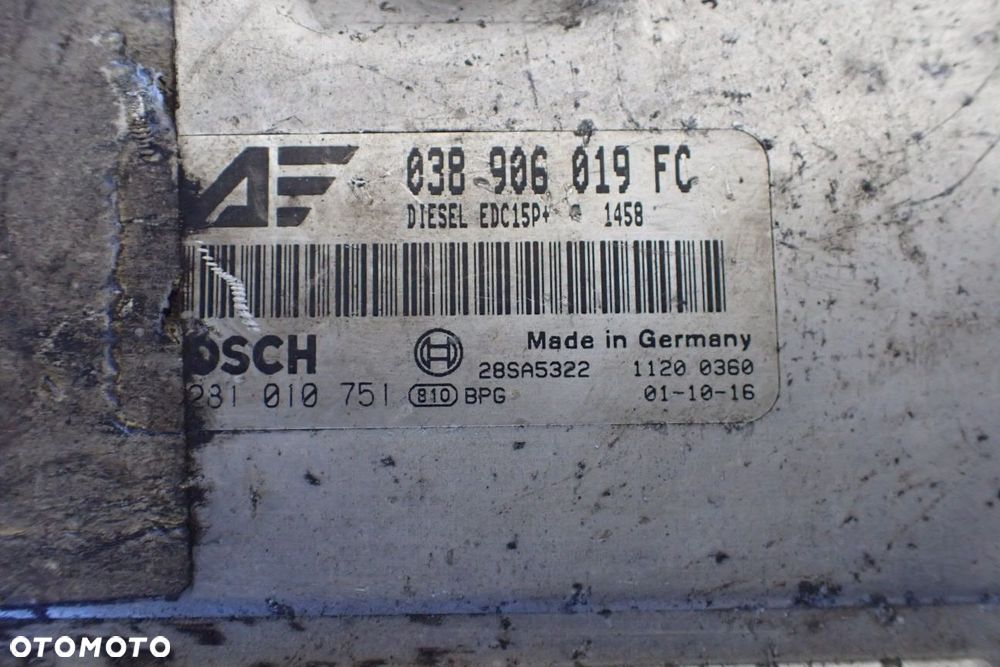 AF 038 906 019 FC
DIESEL EDC15P+ 1458
OSCH Made in Germany
28SA5322 1120 0360
281 010 751 810 BPG 01-10-16
OTOMOTO